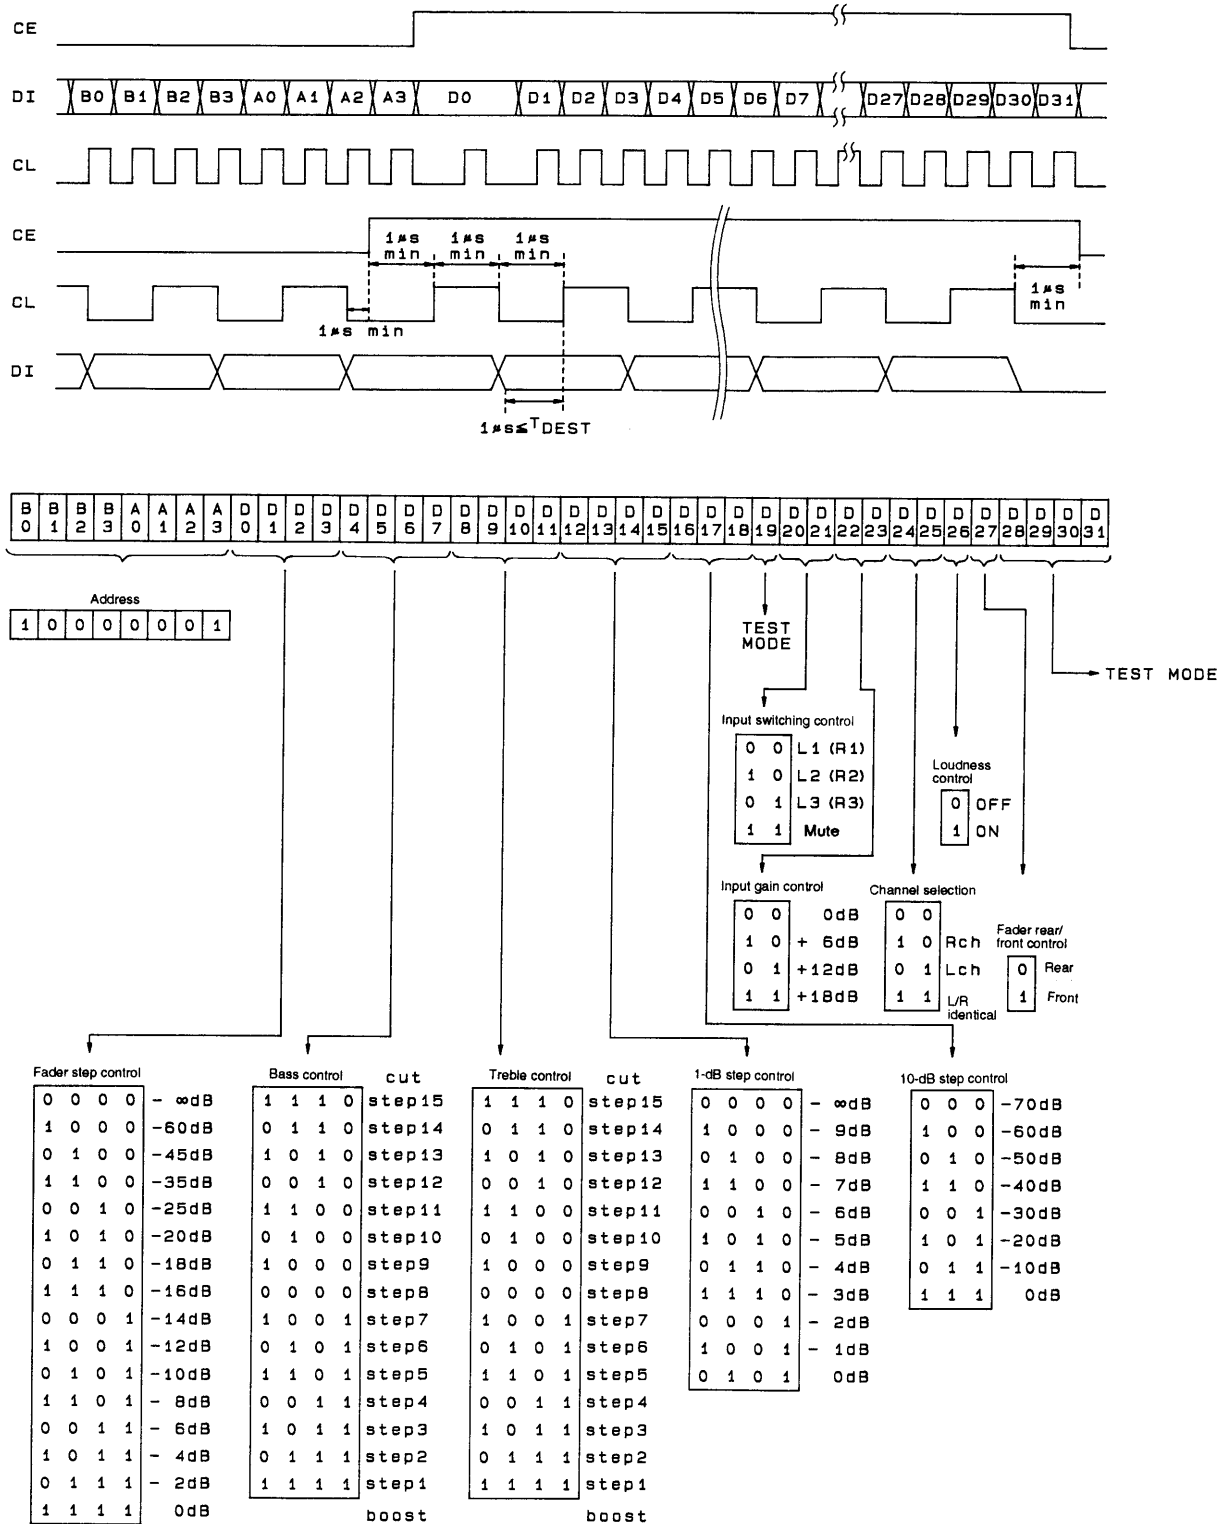 CE
DI B0 B1 B2 B3 A0 A1 A2 A3 D0 D1 D2 D3 D4 D5 D6 D7 D27 D28 D29 D30 D31
CL
CE
1μs min 1μs min 1μs min
1μs min
CL
1μs min
DI
1μs≦TDEST
B0 B1 B2 B3 A0 A1 A2 A3 D0 D1 D2 D3 D4 D5 D6 D7 D8 D9 D10 D11 D12 D13 D14 D15 D16 D17 D18 D19 D20 D21 D22 D23 D24 D25 D26 D27 D28 D29 D30 D31
Address
1 0 0 0 0 0 0 1
TEST
MODE
TEST MODE
Input switching control
0 0 L1 (R1)
1 0 L2 (R2)
0 1 L3 (R3)
1 1 Mute
Loudness
control
0 OFF
1 ON
Input gain control
0 0 0dB
1 0 + 6dB
0 1 +12dB
1 1 +18dB
Channel selection
0 0
1 0 Rch
0 1 Lch
1 1 L/R
identical
Fader rear/
front control
0 Rear
1 Front
Fader step control
0 0 0 0 - ∞dB
1 0 0 0 -60dB
0 1 0 0 -45dB
1 1 0 0 -35dB
0 0 1 0 -25dB
1 0 1 0 -20dB
0 1 1 0 -18dB
1 1 1 0 -16dB
0 0 0 1 -14dB
1 0 0 1 -12dB
0 1 0 1 -10dB
1 1 0 1 - 8dB
0 0 1 1 - 6dB
1 0 1 1 - 4dB
0 1 1 1 - 2dB
1 1 1 1 0dB
Bass control cut
1 1 1 0 step15
0 1 1 0 step14
1 0 1 0 step13
0 0 1 0 step12
1 1 0 0 step11
0 1 0 0 step10
1 0 0 0 step9
0 0 0 0 step8
1 0 0 1 step7
0 1 0 1 step6
1 1 0 1 step5
0 0 1 1 step4
1 0 1 1 step3
0 1 1 1 step2
1 1 1 1 step1
boost
Treble control cut
1 1 1 0 step15
0 1 1 0 step14
1 0 1 0 step13
0 0 1 0 step12
1 1 0 0 step11
0 1 0 0 step10
1 0 0 0 step9
0 0 0 0 step8
1 0 0 1 step7
0 1 0 1 step6
1 1 0 1 step5
0 0 1 1 step4
1 0 1 1 step3
0 1 1 1 step2
1 1 1 1 step1
boost
1-dB step control
0 0 0 0 - ∞dB
1 0 0 0 - 9dB
0 1 0 0 - 8dB
1 1 0 0 - 7dB
0 0 1 0 - 6dB
1 0 1 0 - 5dB
0 1 1 0 - 4dB
1 1 1 0 - 3dB
0 0 0 1 - 2dB
1 0 0 1 - 1dB
0 1 0 1 0dB
10-dB step control
0 0 0 -70dB
1 0 0 -60dB
0 1 0 -50dB
1 1 0 -40dB
0 0 1 -30dB
1 0 1 -20dB
0 1 1 -10dB
1 1 1 0dB